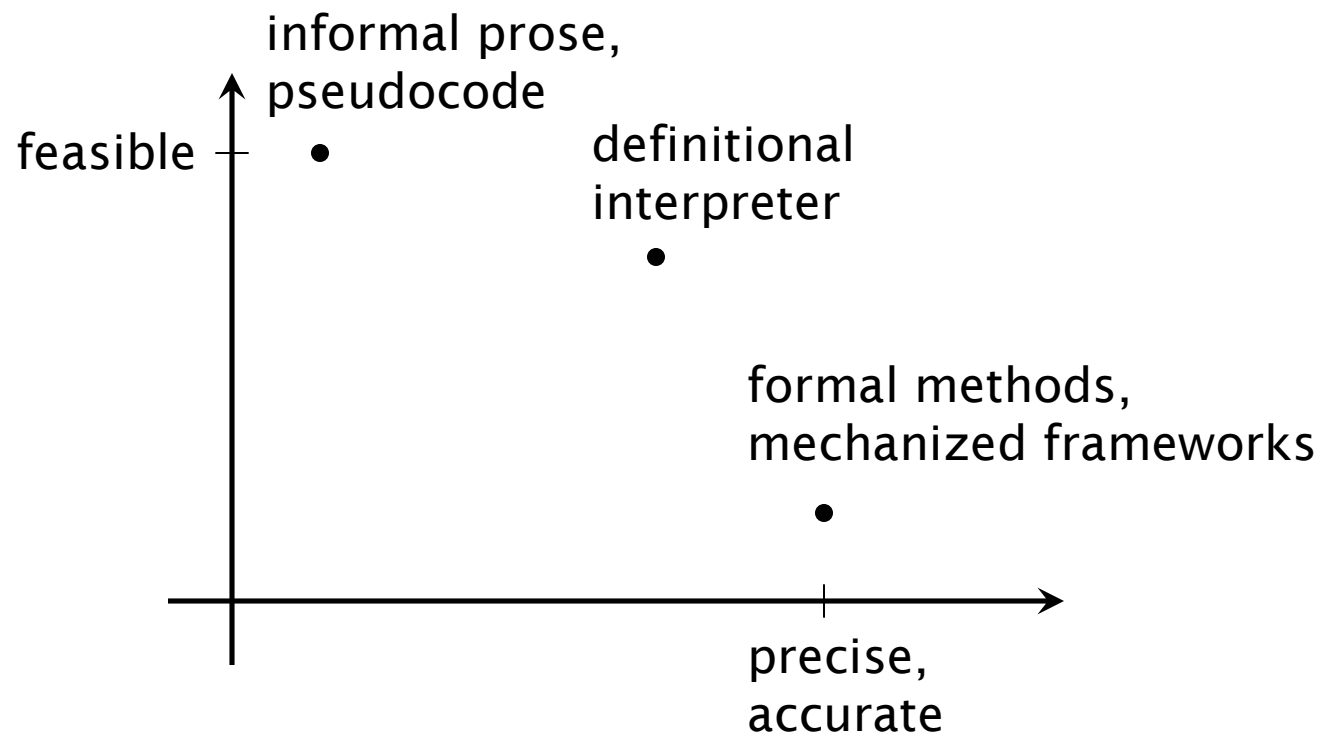 informal prose,
pseudocode
feasible
definitional
interpreter
formal methods,
mechanized frameworks
precise,
accurate